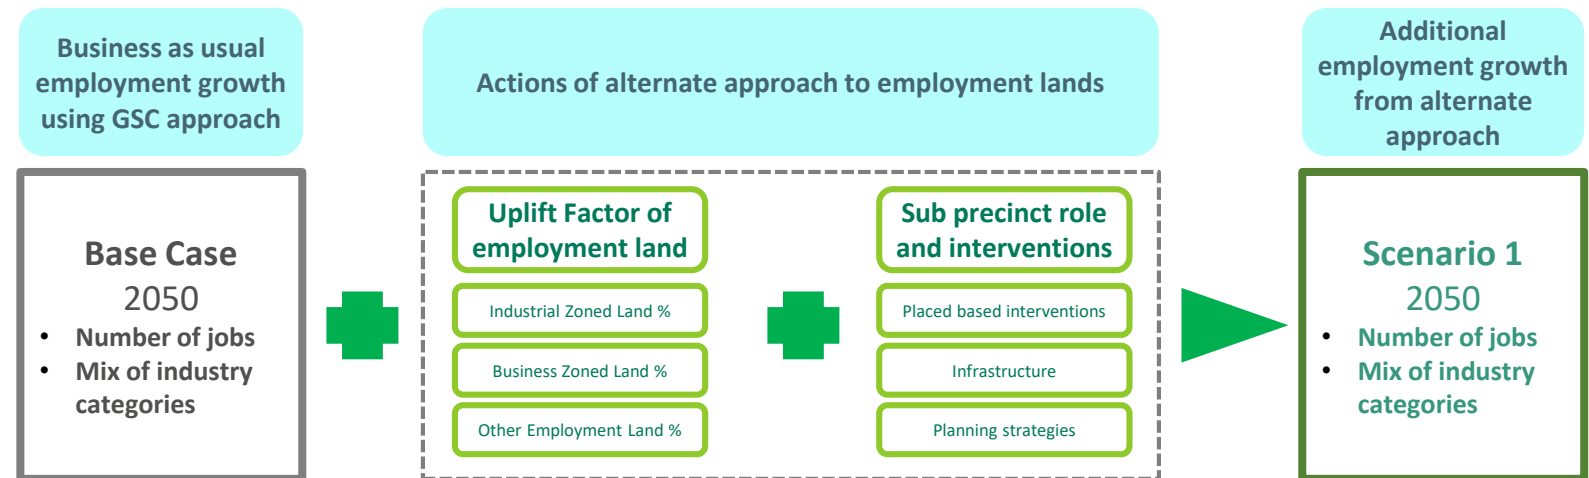 Business as usual
employment growth
using GSC approach
Actions of alternate approach to employment lands
Additional
employment growth
from alternate
approach
Base Case
2050
• Number of jobs
• Mix of industry
categories
Uplift Factor of
employment land
Industrial Zoned Land %
Business Zoned Land %
Other Employment Land %
Sub precinct role
and interventions
Placed based interventions
Infrastructure
Planning strategies
Scenario 1
2050
• Number of jobs
• Mix of industry
categories